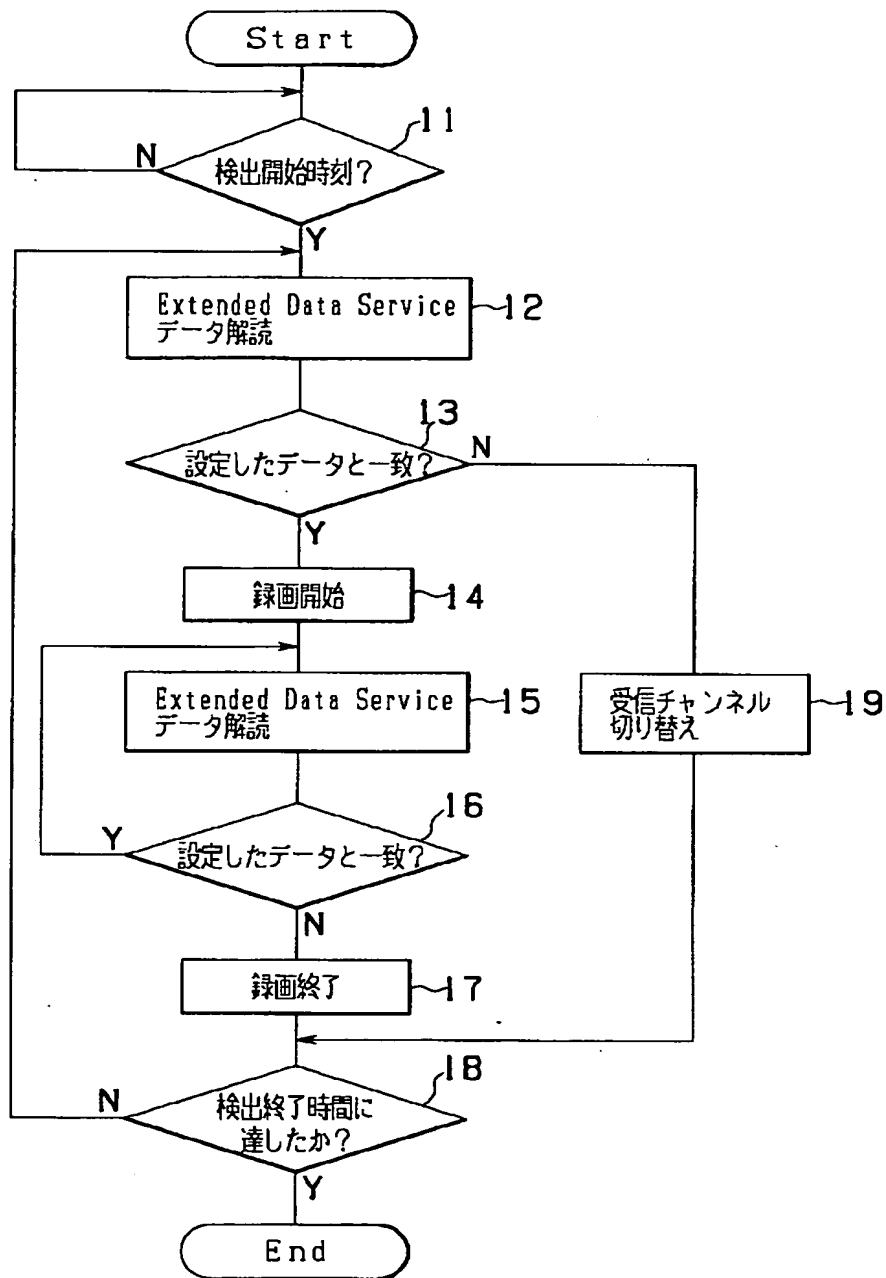 Start
11
検出開始時刻?
N
Y
Extended Data Service
データ解読
12
13
設定したデータと一致?
N
Y
録画開始
14
Extended Data Service
データ解読
15
受信チャンネル
切り替え
19
16
設定したデータと一致?
Y
N
録画終了
17
18
検出終了時間に
達したか?
N
Y
End